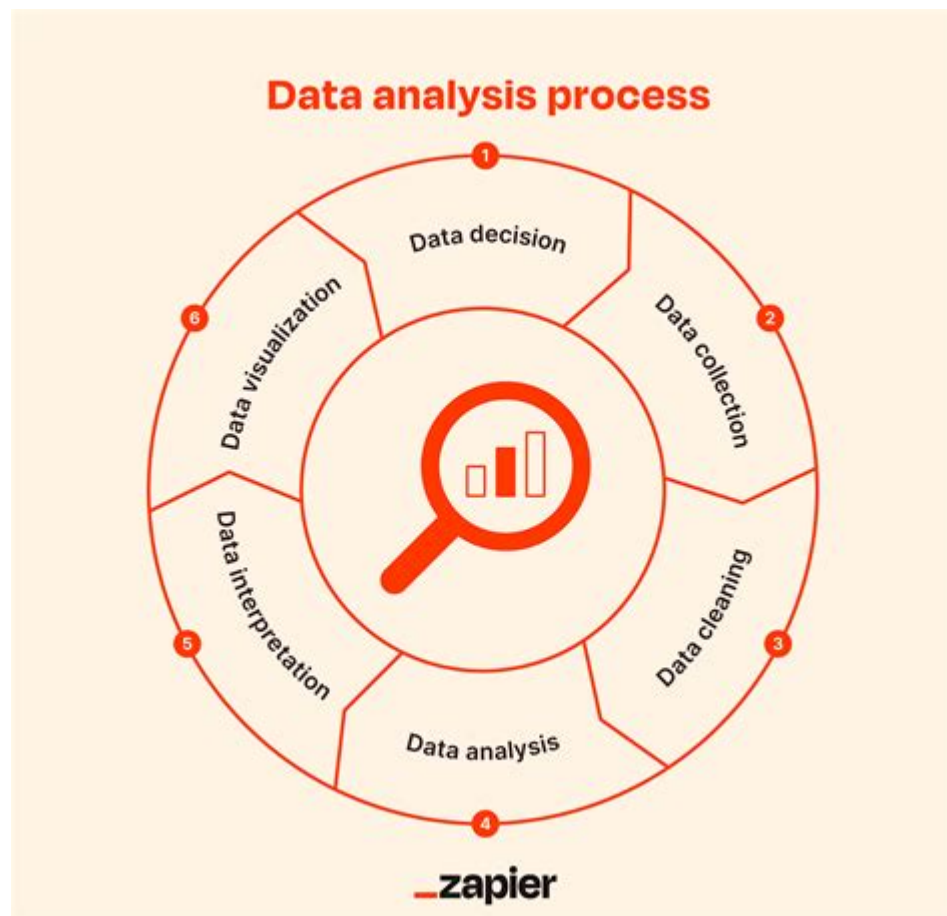 Data analysis process
1
Data decision
2
Data collection
3
Data cleaning
4
Data analysis
5
Data interpretation
6
Data visualization
_zapier